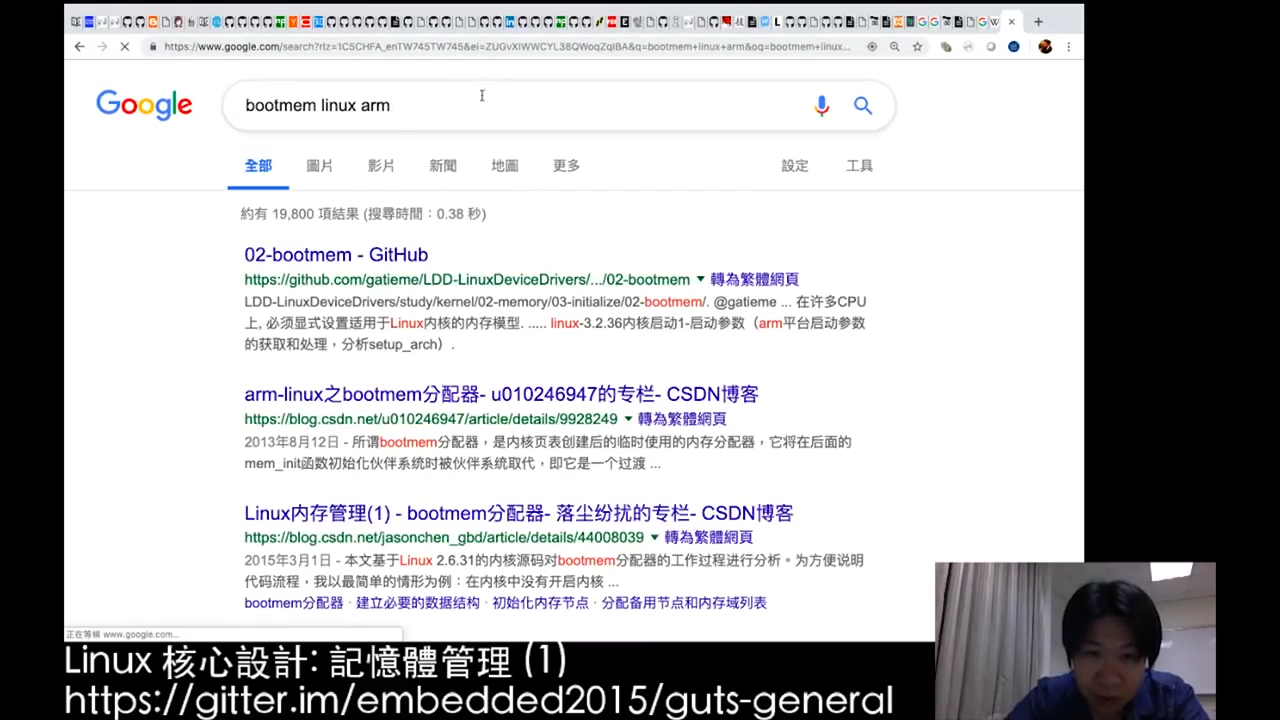 https://www.google.com/search?rlz=1C5CHFA_enTW745TW745&ei=ZUGvXIWWCYL38QWoqZqIBA&q=bootmem+linux+arm&oq=bootmem+linux...
Google
bootmem linux arm
全部 圖片 影片 新聞 地圖 更多 設定 工具
約有 19,800 項結果 (搜尋時間：0.38 秒)
02-bootmem - GitHub
https://github.com/gatieme/LDD-LinuxDeviceDrivers/.../02-bootmem ▼ 轉為繁體網頁
LDD-LinuxDeviceDrivers/study/kernel/02-memory/03-initialize/02-bootmem/. @gatieme ... 在许多CPU
上, 必须显式设置适用于Linux内核的内存模型. ..... linux-3.2.36内核启动1-启动参数（arm平台启动参数
的获取和处理，分析setup_arch）.
arm-linux之bootmem分配器- u010246947的专栏- CSDN博客
https://blog.csdn.net/u010246947/article/details/9928249 ▼ 轉為繁體網頁
2013年8月12日 - 所谓bootmem分配器，是内核页表创建后的临时使用的内存分配器，它将在后面的
mem_init函数初始化伙伴系统时被伙伴系统取代，即它是一个过渡 ...
Linux内存管理(1) - bootmem分配器- 落尘纷扰的专栏- CSDN博客
https://blog.csdn.net/jasonchen_gbd/article/details/44008039 ▼ 轉為繁體網頁
2015年3月1日 - 本文基于Linux 2.6.31的内核源码对bootmem分配器的工作过程进行分析。为方便说明
代码流程，我以最简单的情形为例：在内核中没有开启内核 ...
bootmem分配器 · 建立必要的数据结构 · 初始化内存节点 · 分配备用节点和内存域列表
正在等候 www.google.com...
Linux 核心設計: 記憶體管理 (1)
https://gitter.im/embedded2015/guts-general